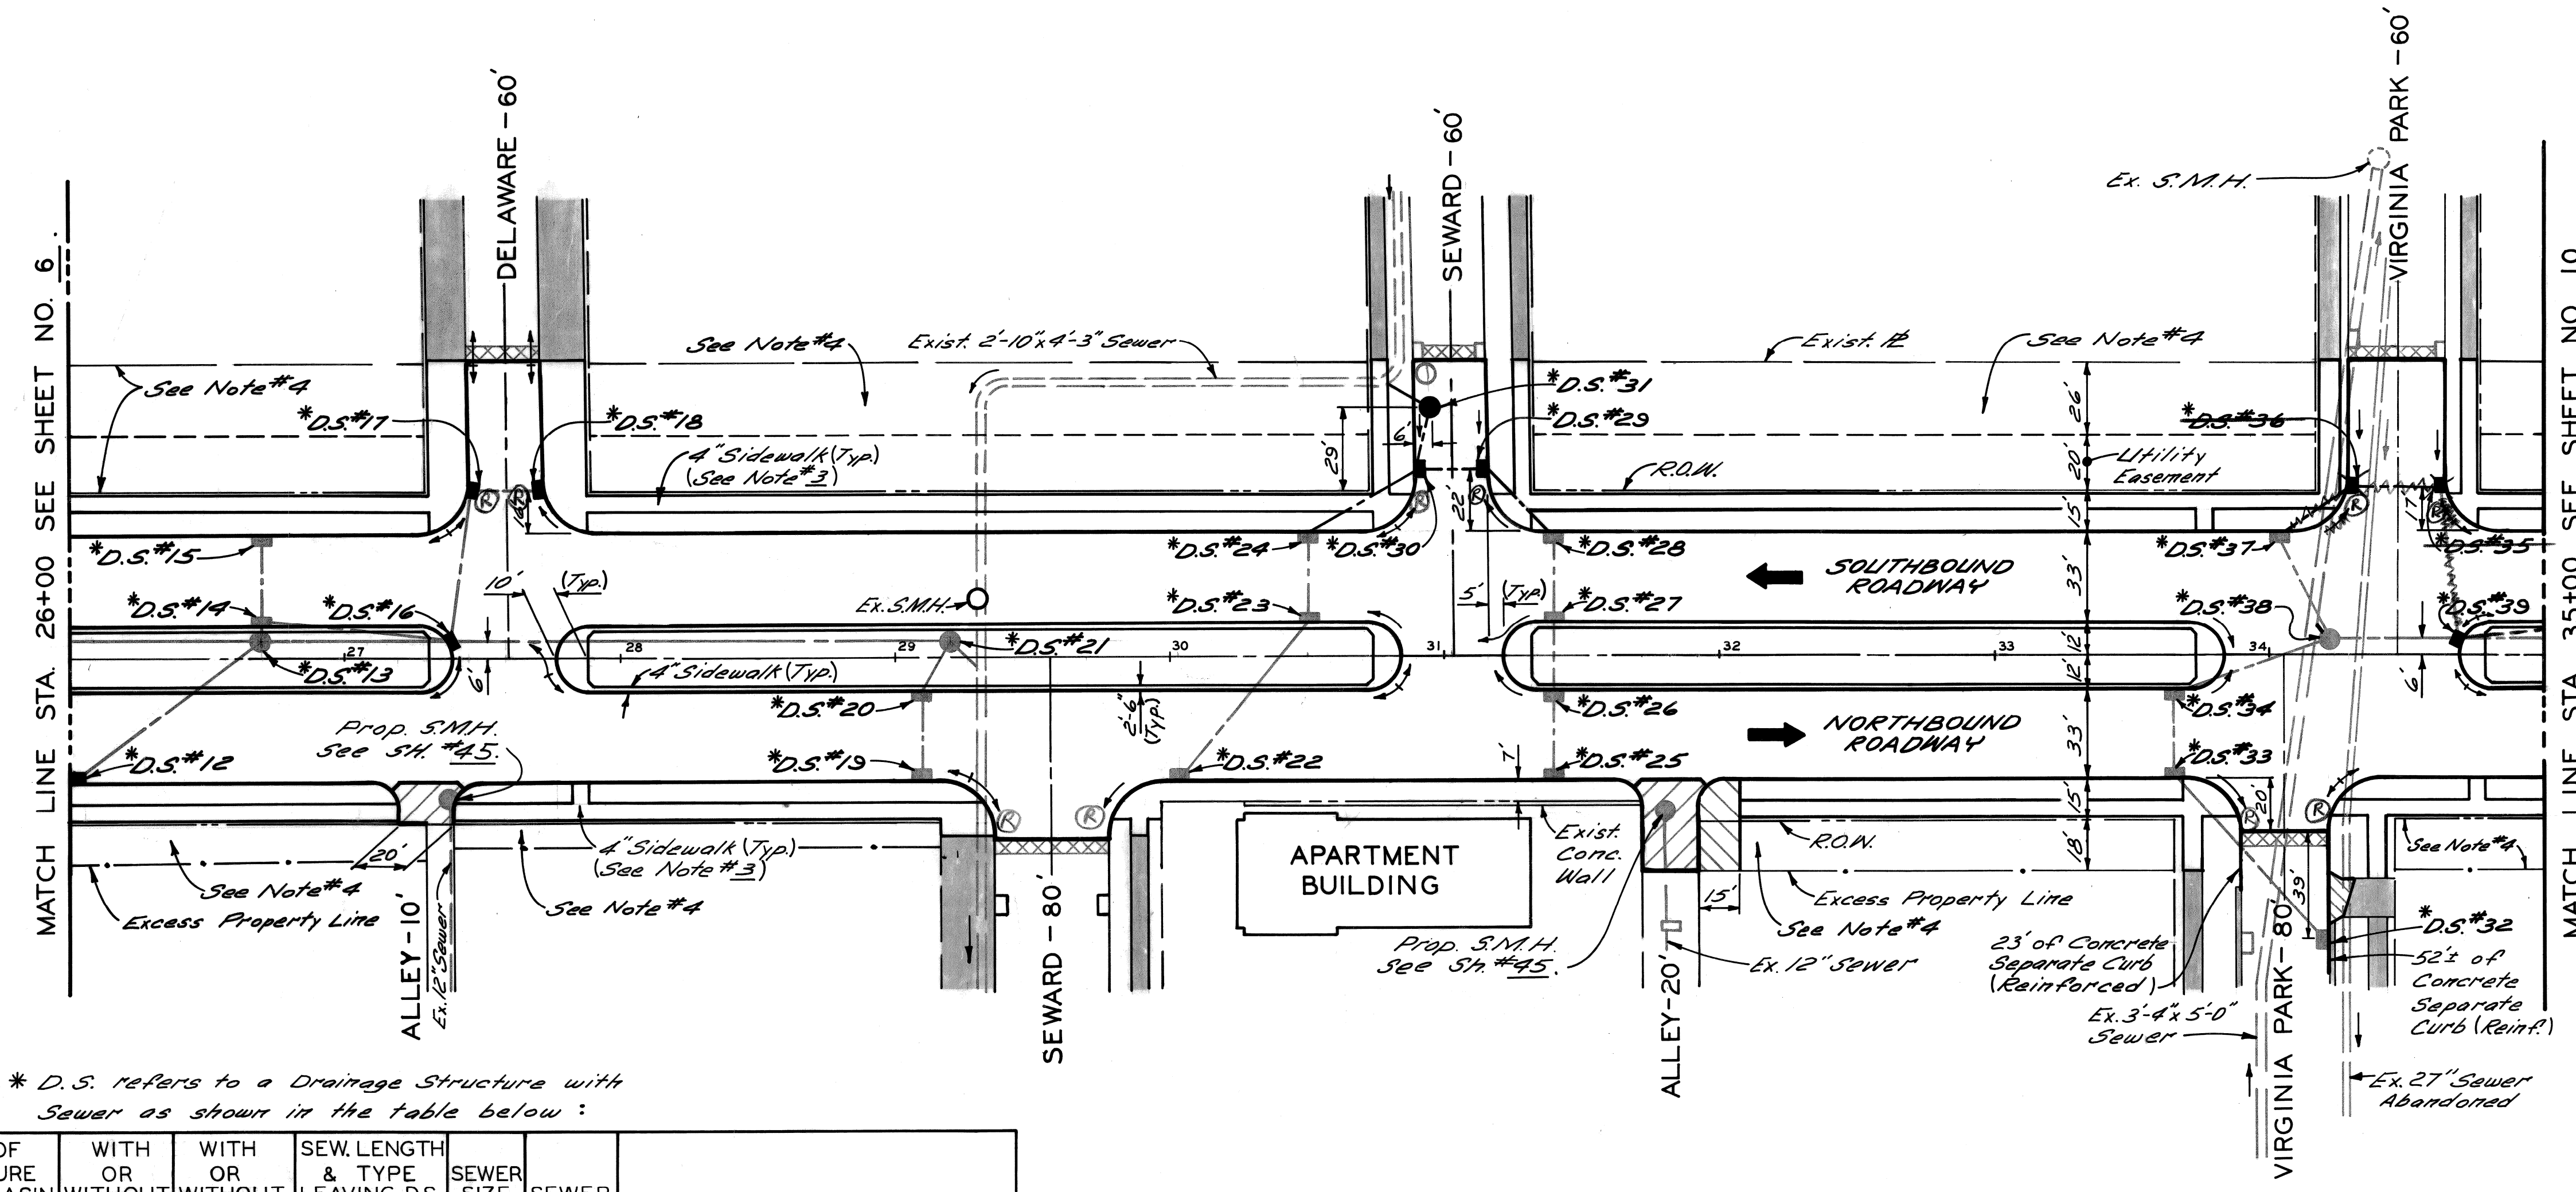 DELAWARE - 60'
SEWARD - 60'
VIRGINIA PARK - 60'
Ex. S.M.H.
MATCH LINE STA. 26+00 SEE SHEET NO. 6.
MATCH LINE STA. 35+00 SEE SHEET NO. 10
See Note #4
See Note #4
Exist. 2'-10"x4'-3" Sewer
Exist. PL
See Note #4
*D.S. #17
*D.S. #18
*D.S. #31
*D.S. #29
*D.S. #36
26'
20'
Utility
Easement
15'
4" Sidewalk (Typ.)
(See Note #3)
29'
6'
22'
R.O.W.
R
R
16'
R
R
R
R
17'
*D.S. #15
*D.S. #24
*D.S. #30
*D.S. #28
*D.S. #37
*D.S. #35
SOUTHBOUND
ROADWAY
33'
10'
(Typ.)
*D.S. #14
*D.S. #16
Ex. S.M.H.
*D.S. #23
5'
(Typ.)
*D.S. #27
*D.S. #38
*D.S. #39
27
28
29
30
31
32
33
34
12'
12'
*D.S. #13
6'
4" Sidewalk (Typ.)
*D.S. #21
6'
*D.S. #20
2'-6"
(Typ.)
*D.S. #26
*D.S. #34
NORTHBOUND
ROADWAY
33'
Prop. S.M.H.
See SH. #45.
*D.S. #12
*D.S. #19
*D.S. #22
7'
*D.S. #25
*D.S. #33
R
R
R
R
15'
18'
20'
20'
See Note #4
Excess Property Line
4" Sidewalk (Typ.)
(See Note #3)
See Note #4
APARTMENT
BUILDING
Exist.
Conc.
Wall
15'
R.O.W.
Excess Property Line
See Note #4
See Note #4
39'
*D.S. #32
ALLEY-10'
Ex. 12" Sewer
SEWARD - 80'
Prop. S.M.H.
See Sh. #45.
ALLEY-20'
Ex. 12" Sewer
23' of Concrete
Separate Curb
(Reinforced)
Ex. 3'-4" x 5'-0"
Sewer
VIRGINIA PARK - 80'
52'± of
Concrete
Separate
Curb (Reinf.)
Ex. 27" Sewer
Abandoned
* D.S. refers to a Drainage Structure with
Sewer as shown in the table below :
WITH
OR
WITHOUT
WITH
OR
WITHOUT
SEW. LENGTH
& TYPE
LEAVING D.S.
SEWER
SIZE
SEWER